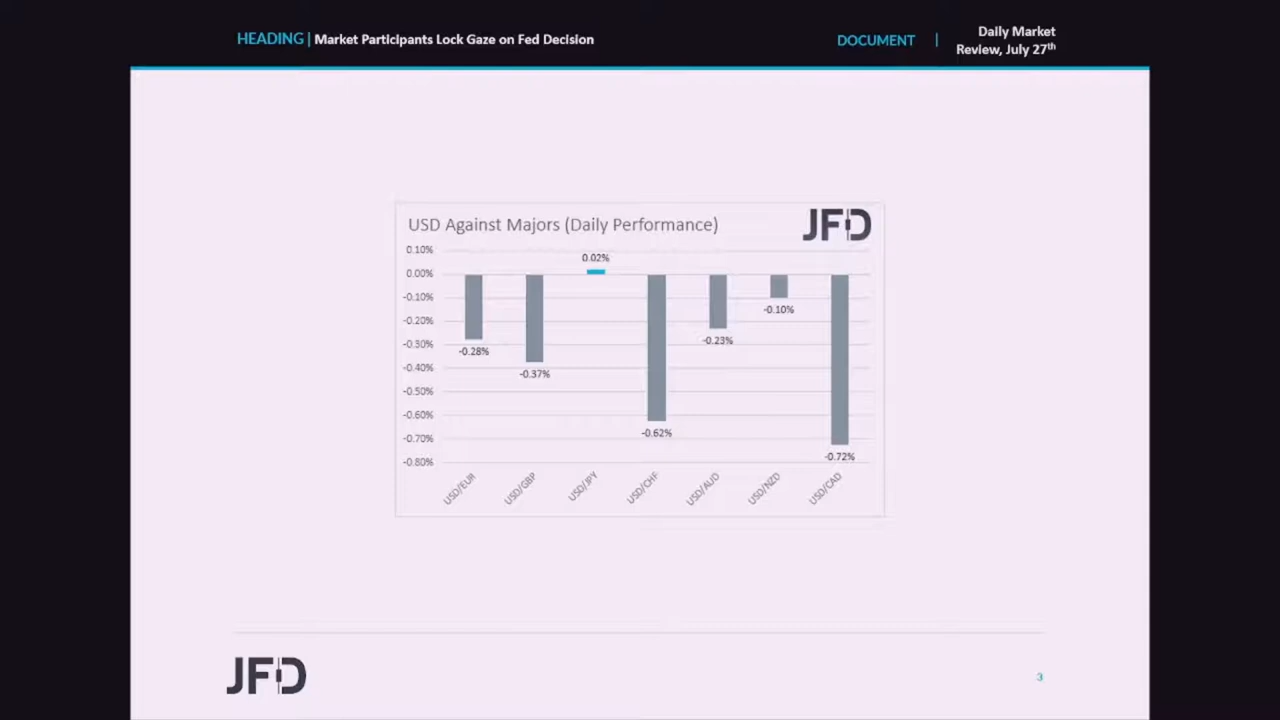 HEADING | Market Participants Lock Gaze on Fed Decision
DOCUMENT | Daily Market
Review, July 27th
USD Against Majors (Daily Performance)
JFD
0.10%
0.00%
-0.10%
-0.20%
-0.30%
-0.40%
-0.50%
-0.60%
-0.70%
-0.80%
-0.28%
-0.37%
0.02%
-0.62%
-0.23%
-0.10%
-0.72%
USD/EUR
USD/GBP
USD/JPY
USD/CHF
USD/AUD
USD/NZD
USD/CAD
JFD
3